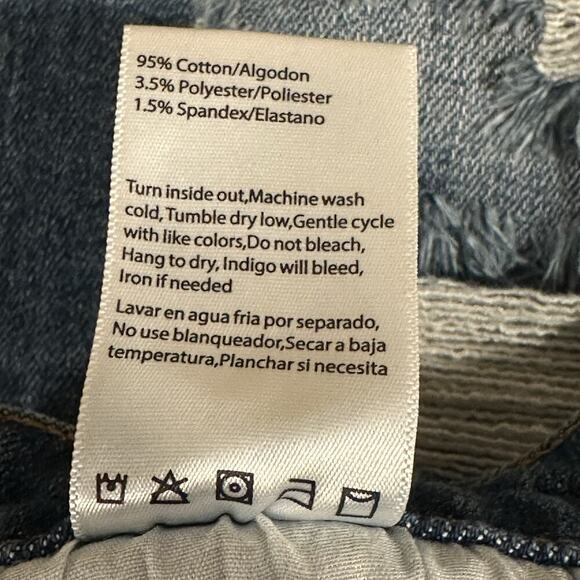 95% Cotton/Algodon
3.5% Polyester/Poliester
1.5% Spandex/Elastano
Turn inside out,Machine wash
cold,Tumble dry low,Gentle cycle
with like colors,Do not bleach,
Hang to dry, Indigo will bleed,
Iron if needed
Lavar en agua fria por separado,
No use blanqueador,Secar a baja
temperatura,Planchar si necesita